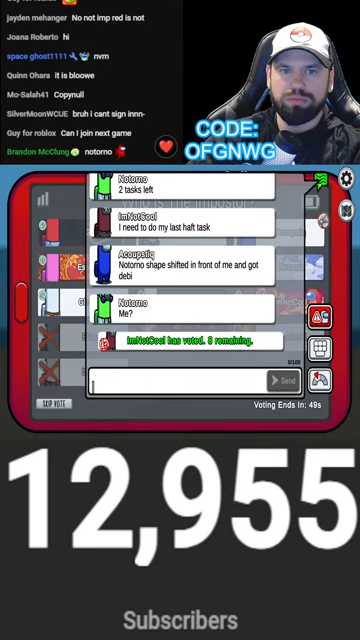 jayden mehanger No not imp red is not
Joana Roberto hi
space ghost1111 nvm
Quinn Ohara it is bloowe
Mo-Salah41 Copynull
SilverMoonWCUE bruh i cant sign innn-
Guy for roblox Can I join next game
Brandon McClung notorno
CODE:
OFGNWG
Who Is The Impostor?
Notorno
2 tasks left
ImNotCool
I need to do my last haft task
Acoupstiq
Notorno shape shifted in front of me and got
debi
Notorno
Me?
ImNotCool has voted. 8 remaining.
0/100
Send
SKIP VOTE
Voting Ends In: 49s
12,955
Subscribers